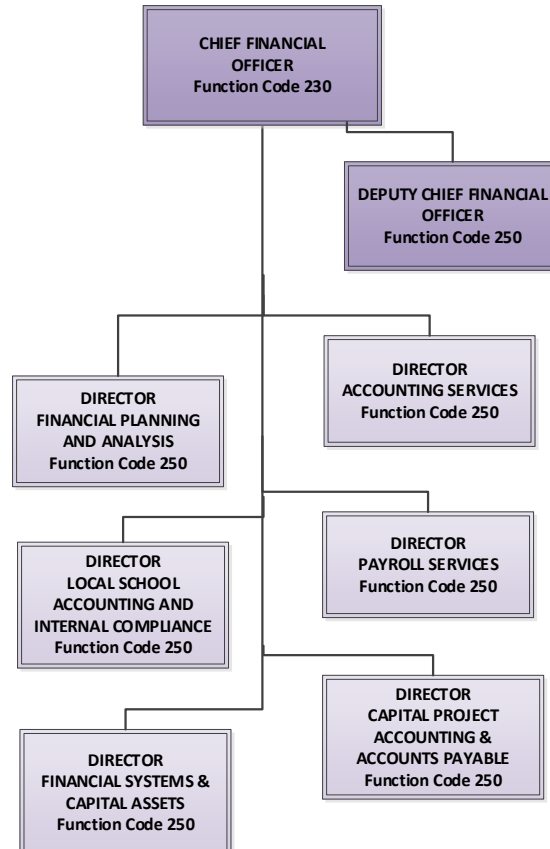 CHIEF FINANCIAL
OFFICER
Function Code 230
DEPUTY CHIEF FINANCIAL
OFFICER
Function Code 250
DIRECTOR
FINANCIAL PLANNING
AND ANALYSIS
Function Code 250
DIRECTOR
ACCOUNTING SERVICES
Function Code 250
DIRECTOR
LOCAL SCHOOL
ACCOUNTING AND
INTERNAL COMPLIANCE
Function Code 250
DIRECTOR
PAYROLL SERVICES
Function Code 250
DIRECTOR
FINANCIAL SYSTEMS &
CAPITAL ASSETS
Function Code 250
DIRECTOR
CAPITAL PROJECT
ACCOUNTING &
ACCOUNTS PAYABLE
Function Code 250